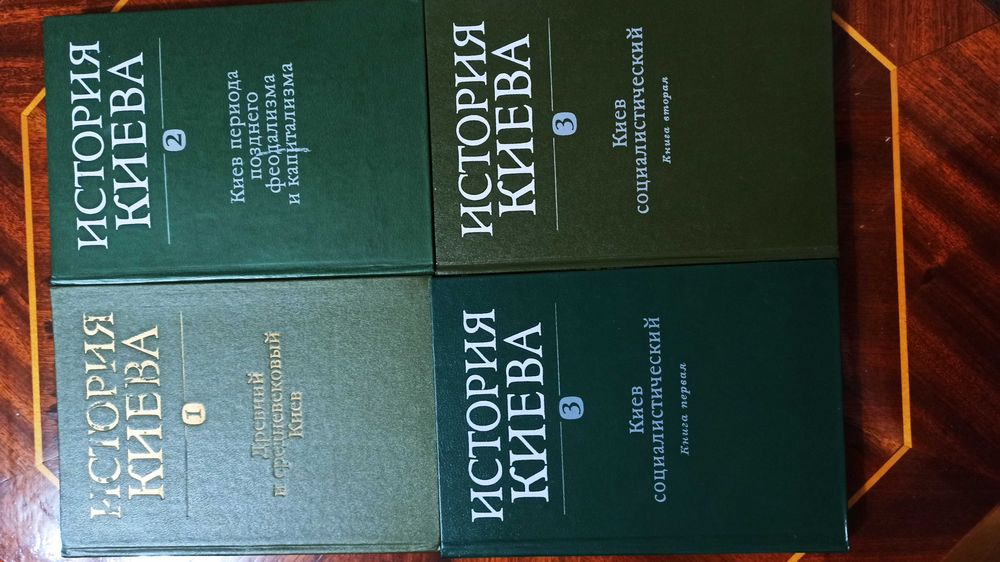 ИСТОРИЯ
КИЕВА
1
Древний
и средневековый
Киев
ИСТОРИЯ
КИЕВА
2
Киев периода
позднего
феодализма
и капитализма
ИСТОРИЯ
КИЕВА
3
Киев
социалистический
Книга первая
ИСТОРИЯ
КИЕВА
3
Киев
социалистический
Книга вторая